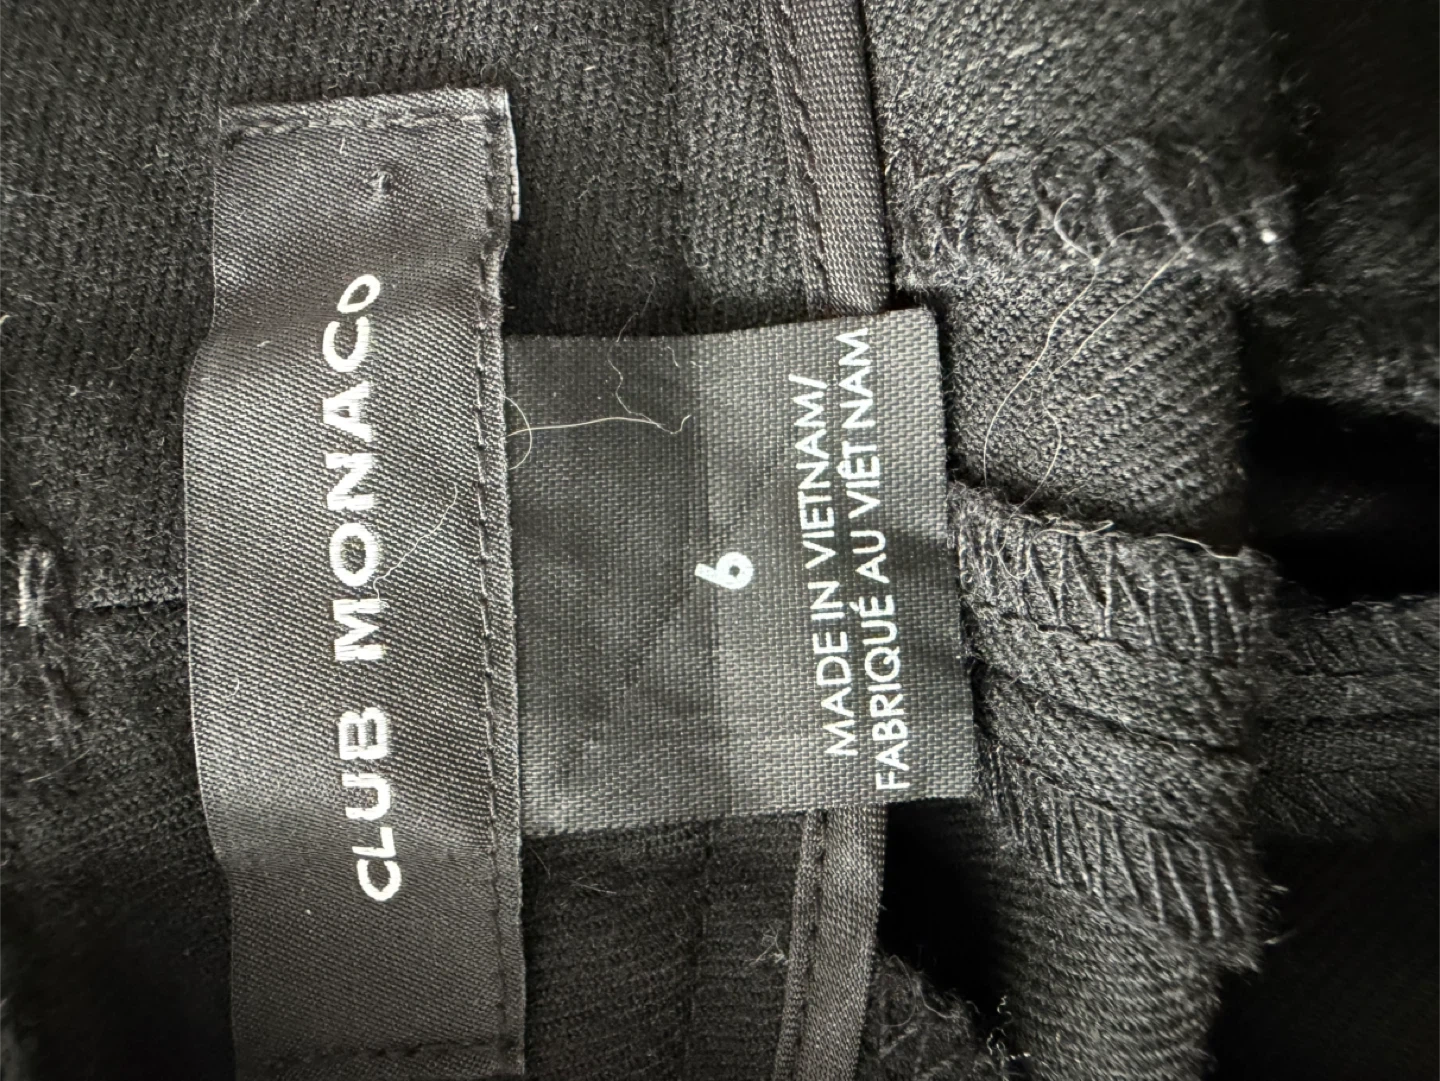 CLUB MONACO
6
MADE IN VIETNAM/
FABRIQUÉ AU VIÊT NAM